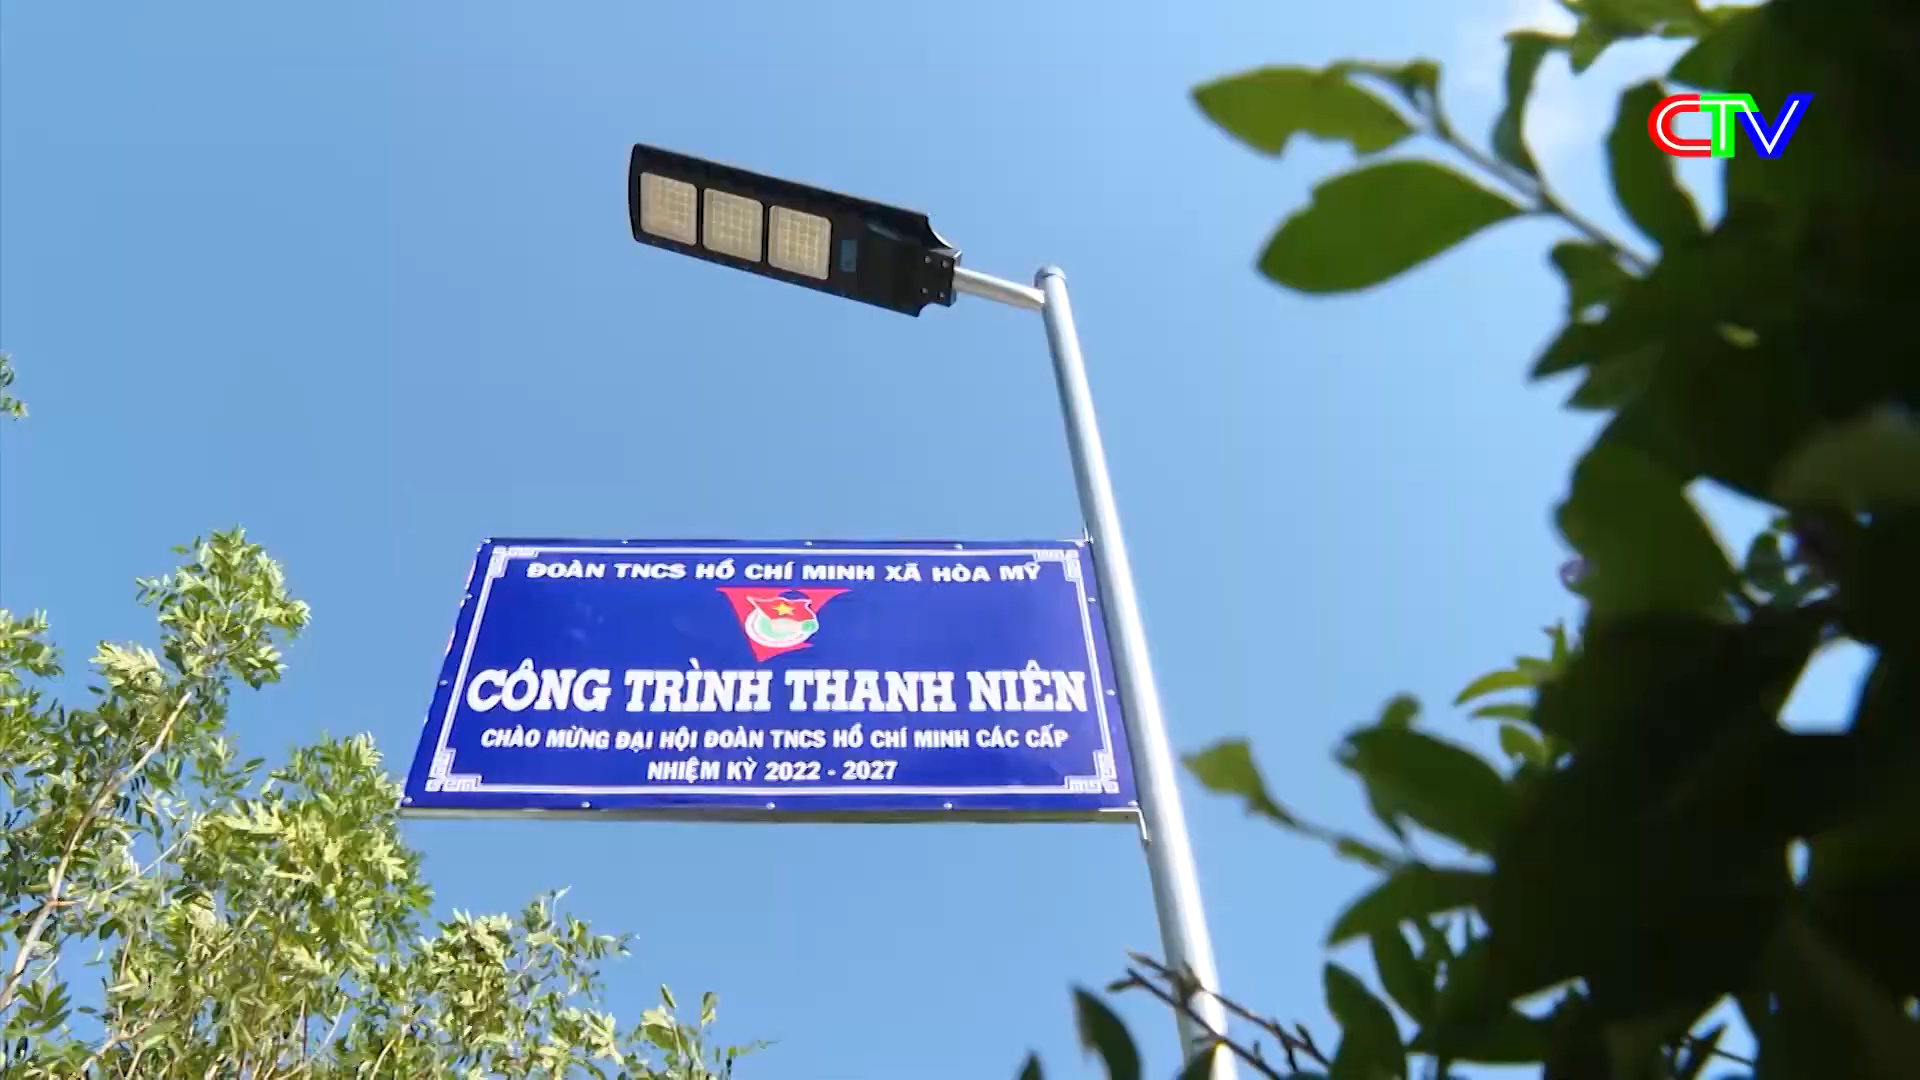 CTV
ĐOÀN TNCS HỒ CHÍ MINH XÃ HÒA MỸ
CÔNG TRÌNH THANH NIÊN
CHÀO MỪNG ĐẠI HỘI ĐOÀN TNCS HỒ CHÍ MINH CÁC CẤP
NHIỆM KỲ 2022 - 2027